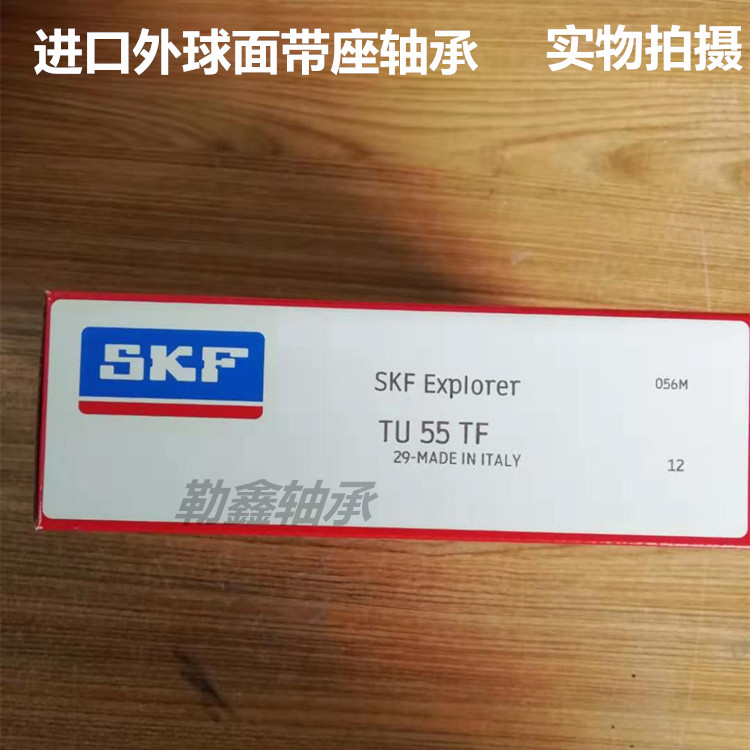 进口外球面带座轴承 实物拍摄
SKF
SKF Explorer 056M
TU 55 TF
29-MADE IN ITALY 12
勒鑫轴承